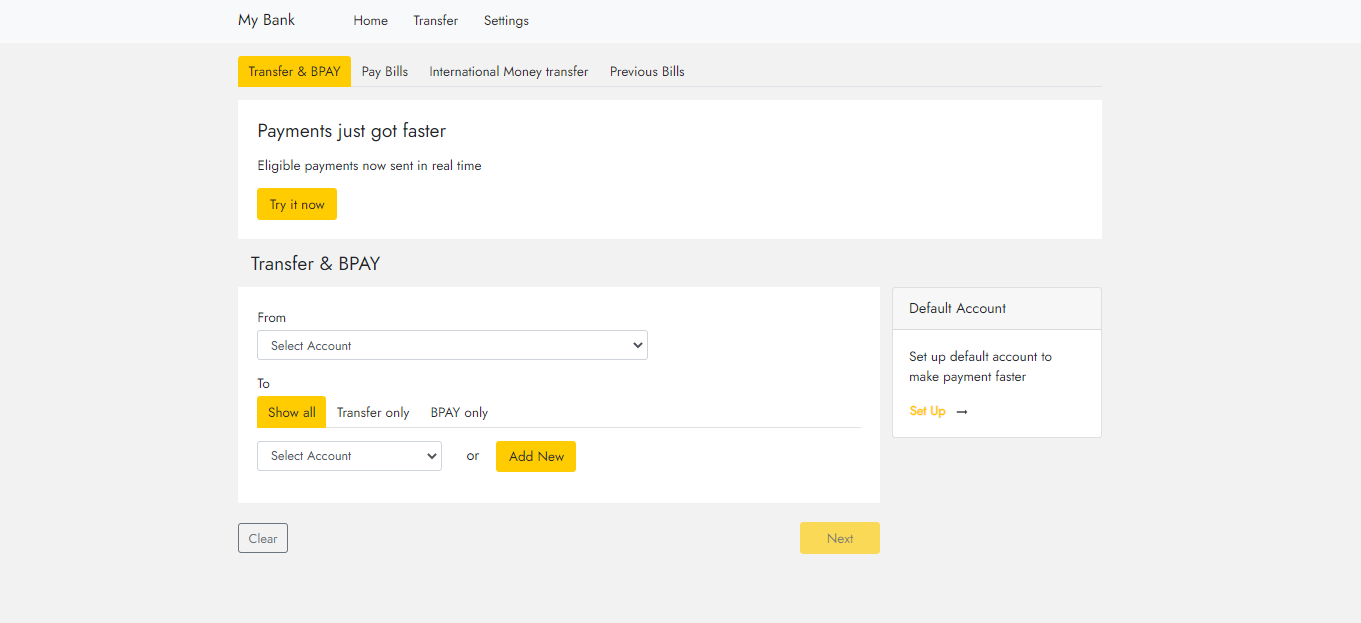 My Bank Home Transfer Settings
Transfer & BPAY Pay Bills International Money transfer Previous Bills
Payments just got faster
Eligible payments now sent in real time
Try it now
Transfer & BPAY
From
Select Account
To
Show all Transfer only BPAY only
Select Account or Add New
Default Account
Set up default account to
make payment faster
Set Up →
Clear Next